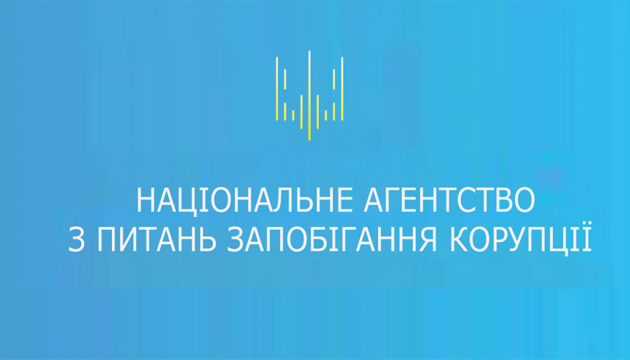 НАЦІОНАЛЬНЕ АГЕНТСТВО
З ПИТАНЬ ЗАПОБІГАННЯ КОРУПЦІЇ